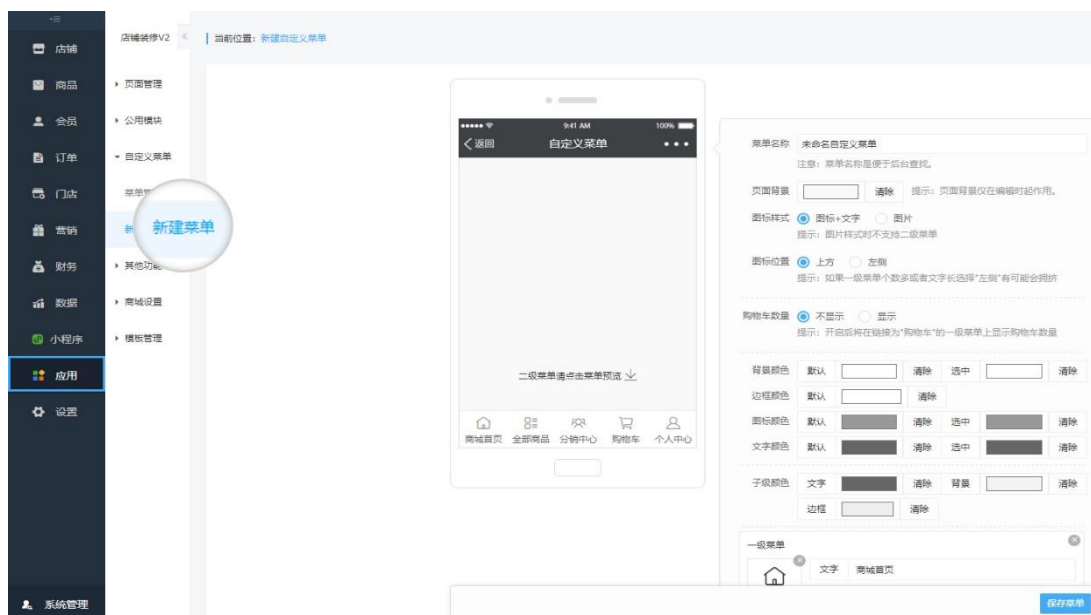 店铺
商品
会员
订单
门店
营销
财务
数据
小程序
应用
设置
系统管理
店铺装修V2
页面管理
公用模块
自定义菜单
新建菜单
其他功能
商城设置
模板管理
当前位置：新建自定义菜单
9:41 AM 100%
返回 自定义菜单
二级菜单请点击菜单预览
商城首页 全部商品 分销中心 购物车 个人中心
菜单名称 未命名自定义菜单
注意：菜单名称是便于后台查找。
页面背景 清除 提示：页面背景仅在编辑时起作用。
图标样式 图标+文字 图片
提示：图片样式时不支持二级菜单
图标位置 上方 左侧
提示：如果一级菜单个数多或者文字长选择"左侧"有可能会拥挤
购物车数量 不显示 显示
提示：开启后将在链接为"购物车"的一级菜单上显示购物车数量
背景颜色 默认 清除 选中 清除
边框颜色 默认 清除
图标颜色 默认 清除 选中 清除
文字颜色 默认 清除 选中 清除
子级颜色 文字 清除 背景 清除
边框 清除
一级菜单
文字 商城首页
保存菜单